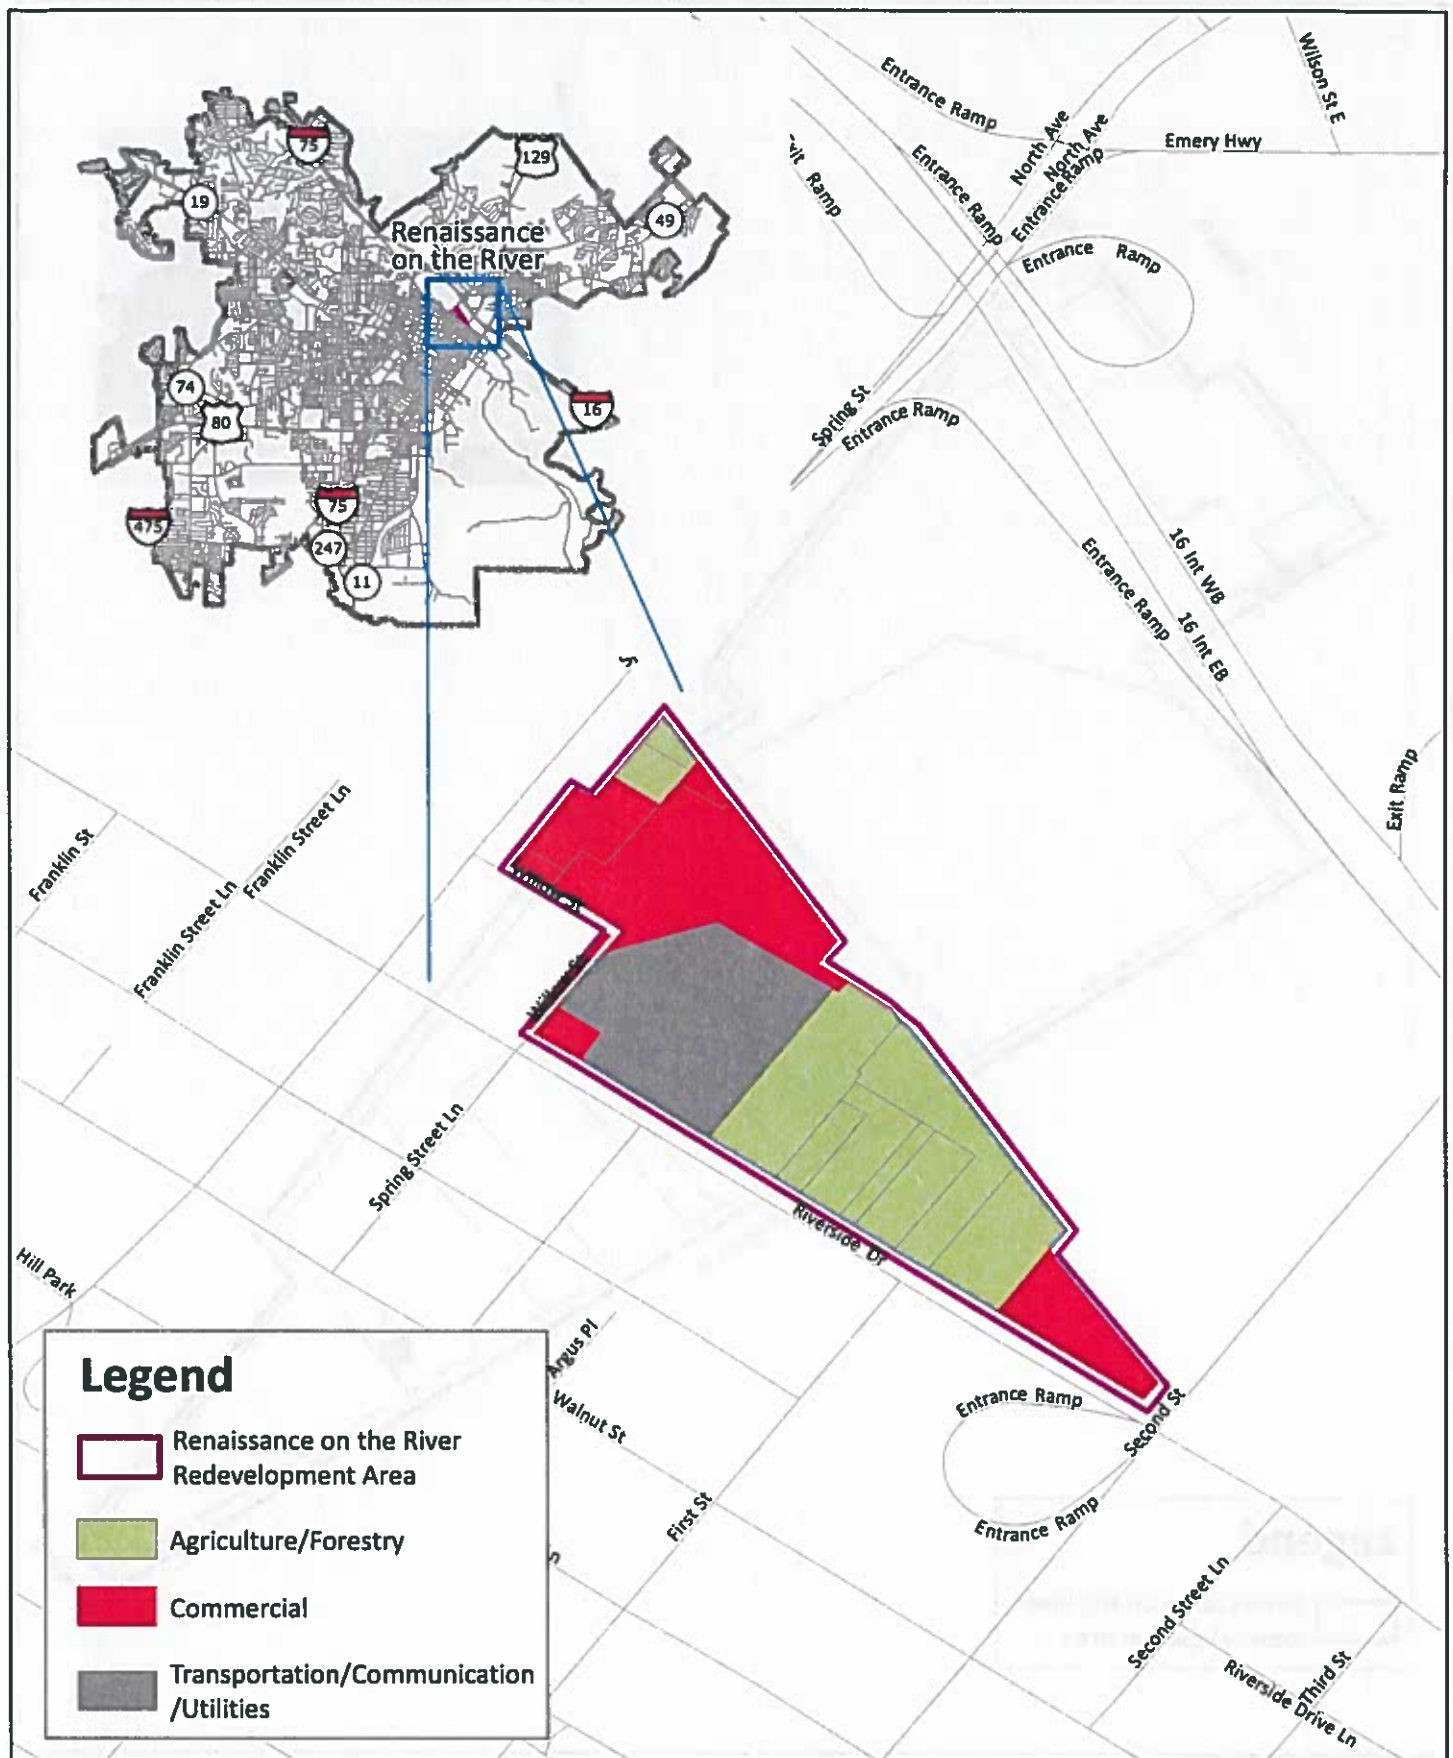 Entrance Ramp
Wilson St E
North Ave
North Ave
Emery Hwy
Entrance Ramp
Entrance Ramp
Ramp
Entrance Ramp
75
129
19
49
Renaissance
on the River
74
80
16
Spring St
Entrance Ramp
475
75
247
11
16 Int WB
Entrance Ramp
16 Int EB
Exit Ramp
Franklin St
Franklin Street Ln
Franklin Street Ln
Spring Street Ln
Riverside Dr
Hill Park
Argus Pl
Walnut St
First St
Entrance Ramp
Second St
Entrance Ramp
Second Street Ln
Third St
Riverside Drive Ln
Legend
Renaissance on the River
Redevelopment Area
Agriculture/Forestry
Commercial
Transportation/Communication
/Utilities